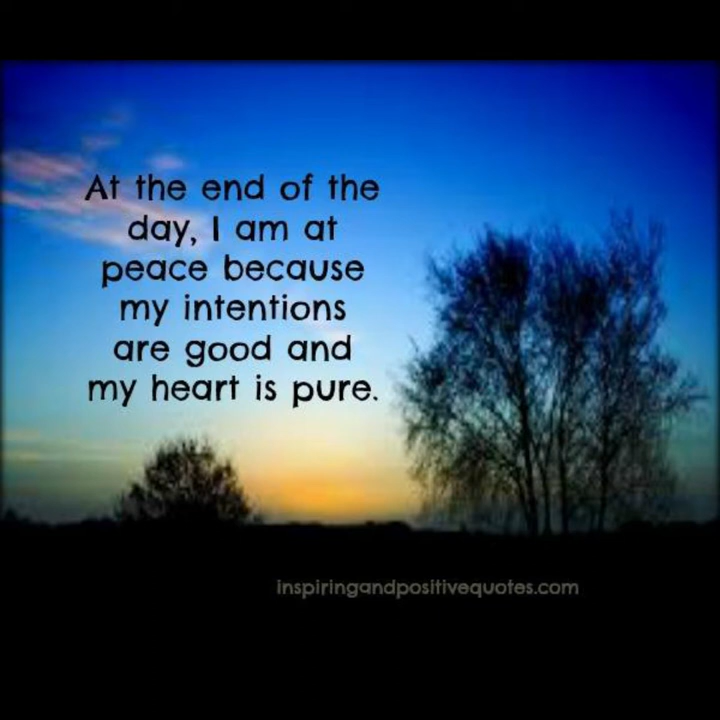 At the end of the
day, I am at
peace because
my intentions
are good and
my heart is pure.
inspiringandpositivequotes.com